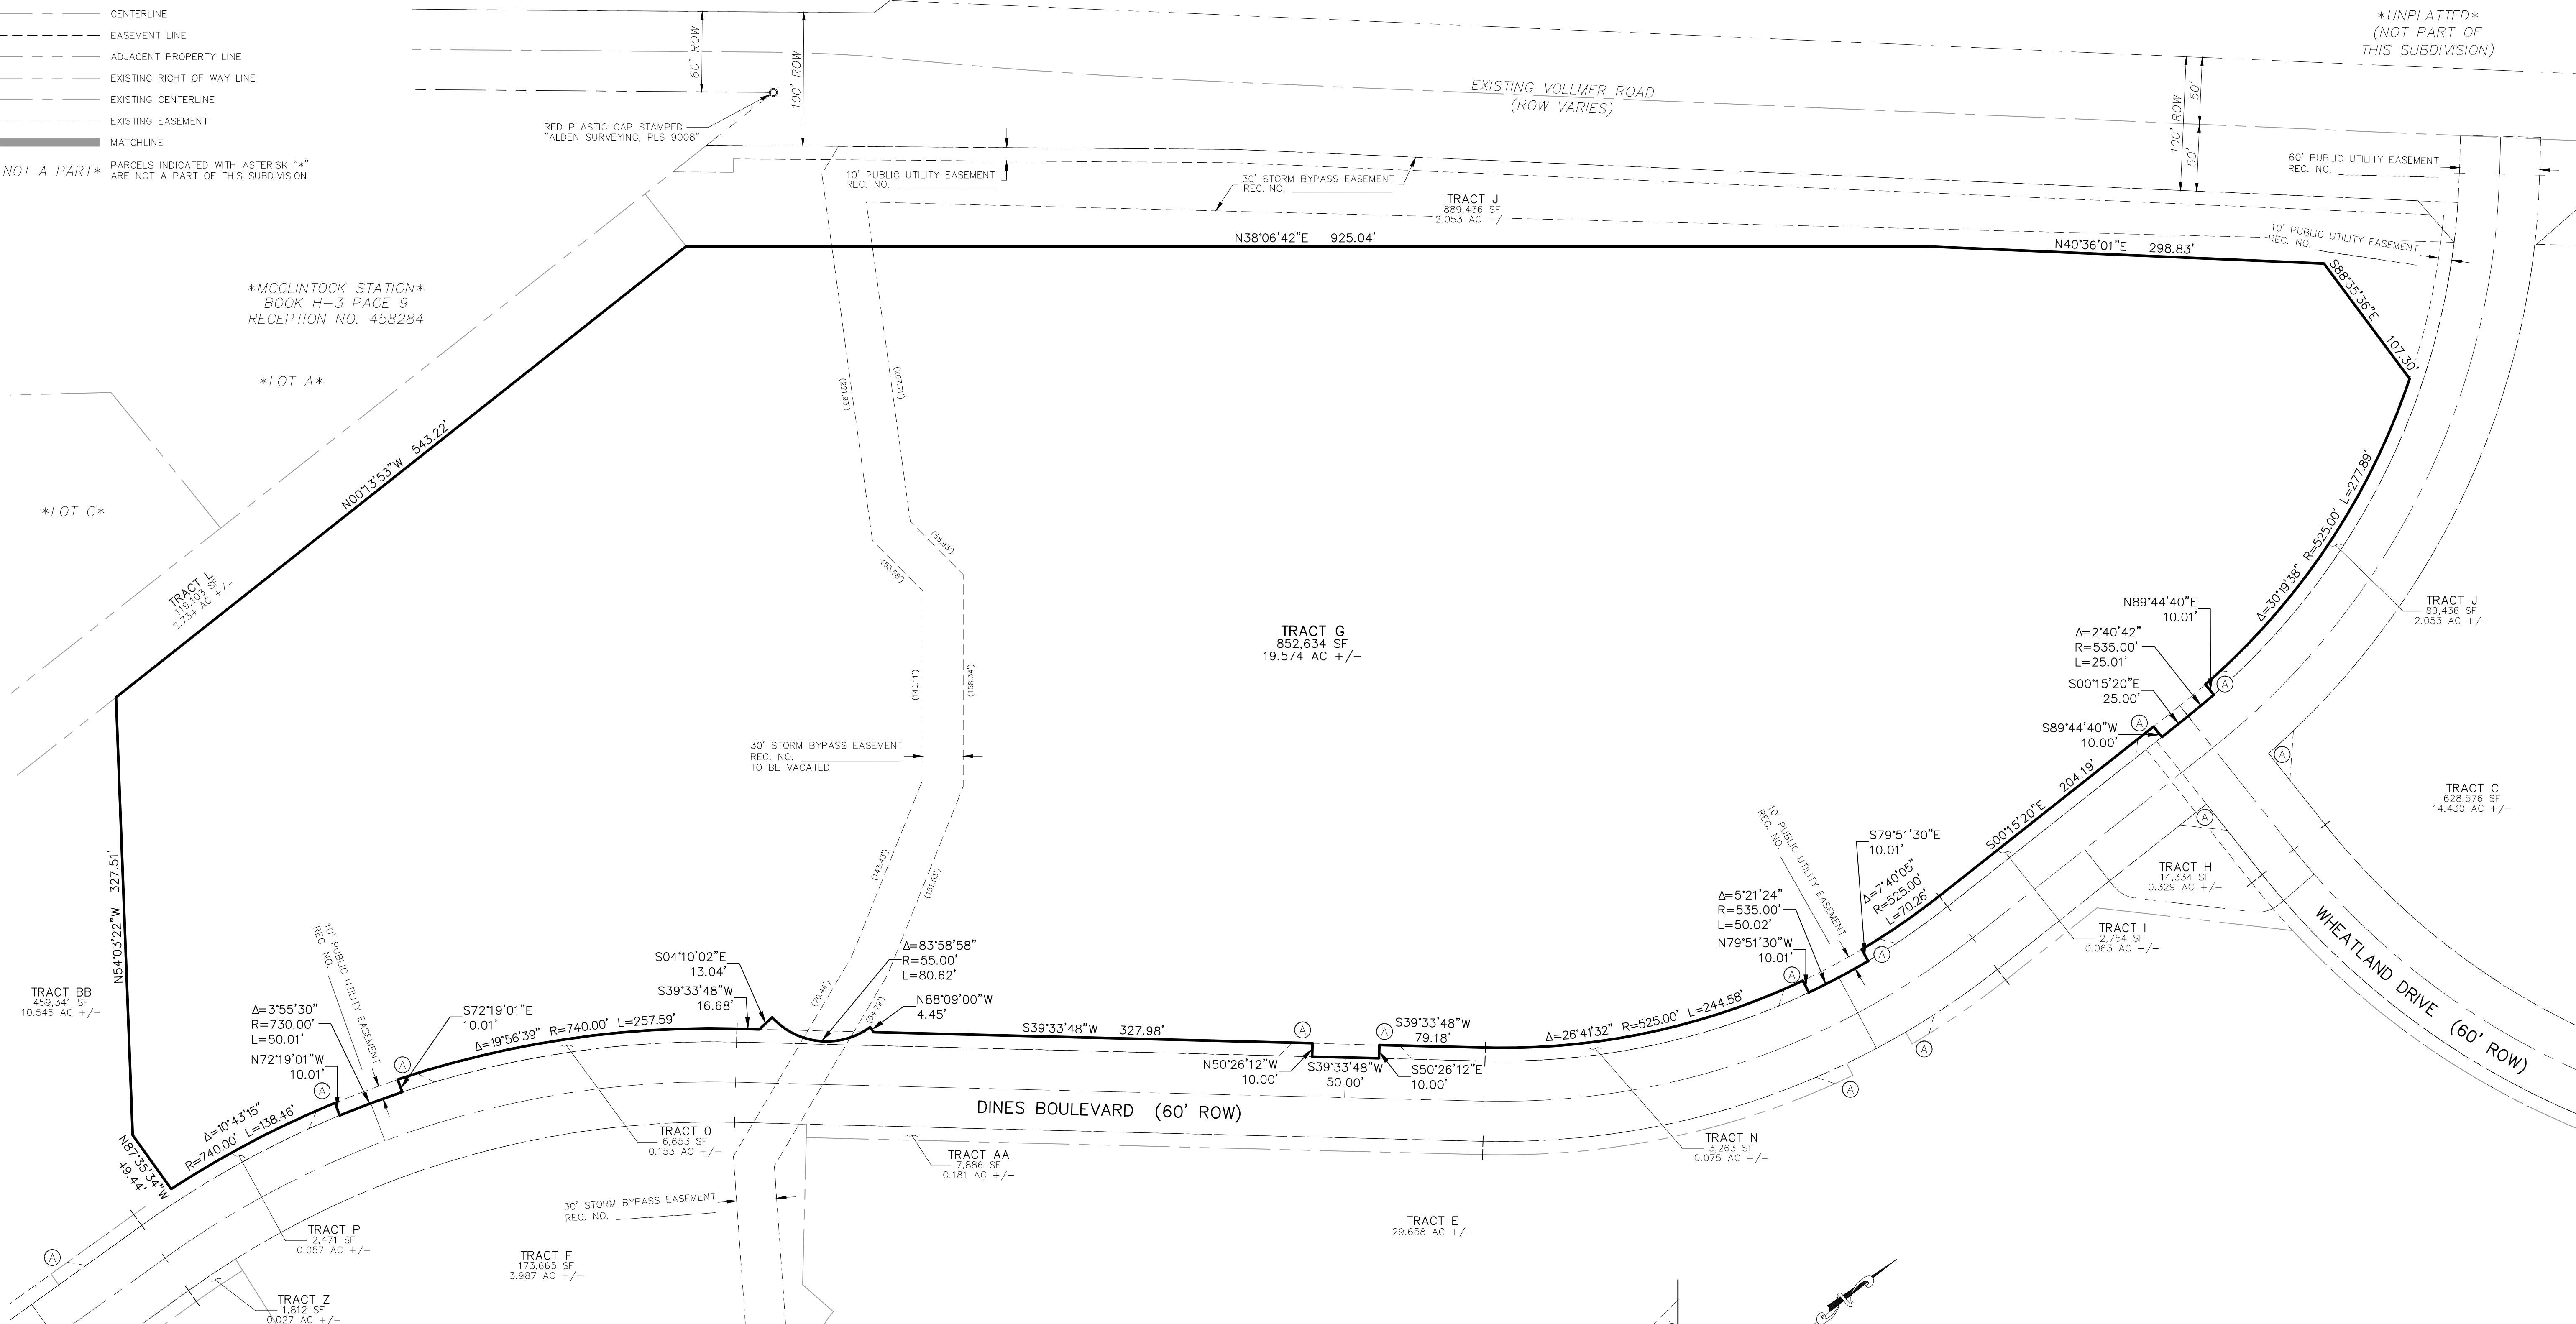 CENTERLINE
EASEMENT LINE
ADJACENT PROPERTY LINE
EXISTING RIGHT OF WAY LINE
EXISTING CENTERLINE
EXISTING EASEMENT
MATCHLINE
NOT A PART*
PARCELS INDICATED WITH ASTERISK "*"
ARE NOT A PART OF THIS SUBDIVISION
60' ROW
100' ROW
RED PLASTIC CAP STAMPED
"ALDEN SURVEYING, PLS 9008"
EXISTING VOLLMER ROAD
(ROW VARIES)
*UNPLATTED*
(NOT PART OF
THIS SUBDIVISION)
100' ROW
50'
50'
60' PUBLIC UTILITY EASEMENT
REC. NO.
10' PUBLIC UTILITY EASEMENT
REC. NO.
30' STORM BYPASS EASEMENT
REC. NO.
TRACT J
889,436 SF
2.053 AC +/-
10' PUBLIC UTILITY EASEMENT
REC. NO.
N38°06'42"E 925.04'
N40°36'01"E 298.83'
S88°35'36"E 107.30'
*MCCLINTOCK STATION*
BOOK H-3 PAGE 9
RECEPTION NO. 458284
*LOT A*
*LOT C*
N00°13'53"W 543.22'
TRACT L
119,103 SF
2.734 AC +/-
(221.93')
(207.71')
(55.93')
(53.58')
(140.11')
(158.34')
30' STORM BYPASS EASEMENT
REC. NO.
TO BE VACATED
(143.43')
(151.53')
(70.44')
(54.79')
TRACT G
852,634 SF
19.574 AC +/-
Δ=30°19'38" R=525.00' L=277.89'
N89°44'40"E
10.01'
Δ=2°40'42"
R=535.00'
L=25.01'
S00°15'20"E
25.00'
S89°44'40"W
10.00'
A
A
A
A
TRACT J
89,436 SF
2.053 AC +/-
TRACT C
628,576 SF
14.430 AC +/-
S00°15'20"E 204.19'
10' PUBLIC UTILITY EASEMENT
REC. NO.
S79°51'30"E
10.01'
Δ=7°40'05"
R=525.00'
L=70.26'
Δ=5°21'24"
R=535.00'
L=50.02'
N79°51'30"W
10.01'
A
A
TRACT H
14,334 SF
0.329 AC +/-
TRACT I
2,754 SF
0.063 AC +/-
WHEATLAND DRIVE (60' ROW)
N54°03'22"W 327.51'
TRACT BB
459,341 SF
10.545 AC +/-
10' PUBLIC UTILITY EASEMENT
REC. NO.
Δ=3°55'30"
R=730.00'
L=50.01'
N72°19'01"W
10.01'
S72°19'01"E
10.01'
A
A
Δ=19°56'39" R=740.00' L=257.59'
S04°10'02"E
13.04'
S39°33'48"W
16.68'
Δ=83°58'58"
R=55.00'
L=80.62'
N88°09'00"W
4.45'
S39°33'48"W 327.98'
A
A
N50°26'12"W
10.00'
S39°33'48"W
50.00'
S50°26'12"E
10.00'
S39°33'48"W
79.18'
Δ=26°41'32" R=525.00' L=244.58'
A
A
DINES BOULEVARD (60' ROW)
Δ=10°43'15"
R=740.00' L=138.46'
N87°35'34"W
49.44'
TRACT O
6,653 SF
0.153 AC +/-
TRACT AA
7,886 SF
0.181 AC +/-
TRACT N
3,263 SF
0.075 AC +/-
30' STORM BYPASS EASEMENT
REC. NO.
TRACT P
2,471 SF
0.057 AC +/-
A
TRACT F
173,665 SF
3.987 AC +/-
TRACT E
29.658 AC +/-
TRACT Z
1,812 SF
0.027 AC +/-